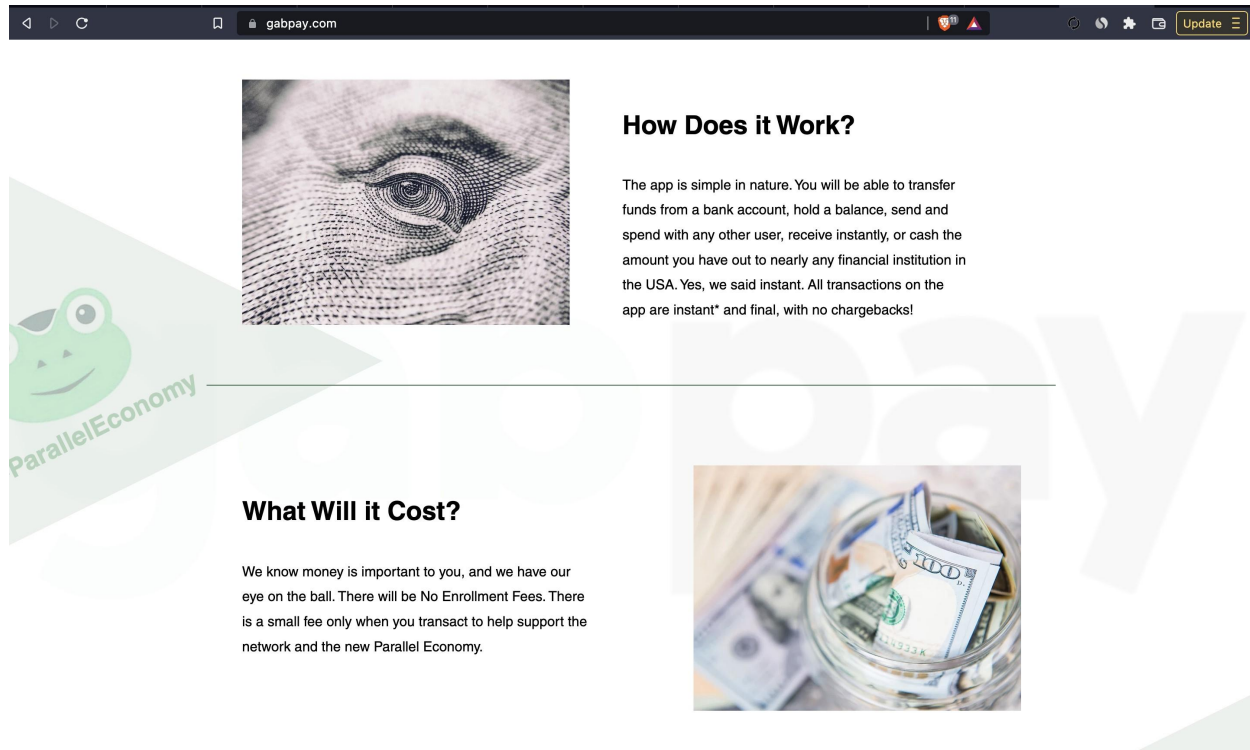 gabpay.com
11
Update
How Does it Work?
The app is simple in nature. You will be able to transfer
funds from a bank account, hold a balance, send and
spend with any other user, receive instantly, or cash the
amount you have out to nearly any financial institution in
the USA. Yes, we said instant. All transactions on the
app are instant* and final, with no chargebacks!
gabpay
ParallelEconomy
What Will it Cost?
We know money is important to you, and we have our
eye on the ball. There will be No Enrollment Fees. There
is a small fee only when you transact to help support the
network and the new Parallel Economy.
100